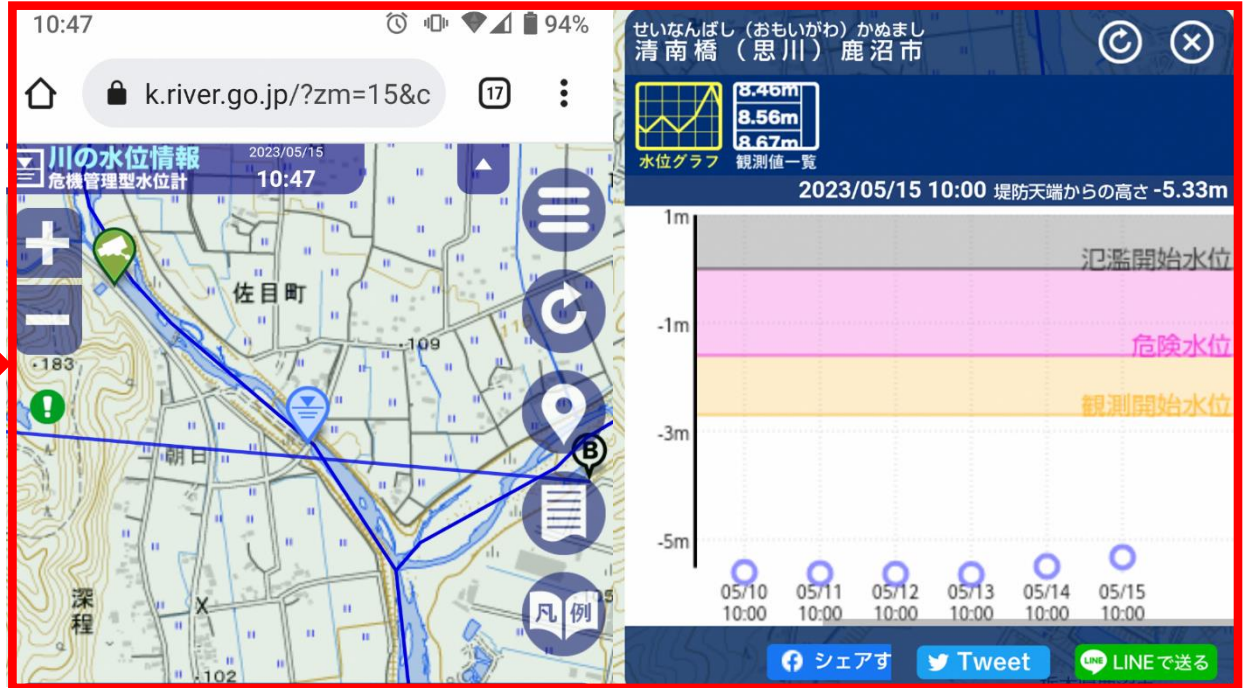 10:47
94%
k.river.go.jp/?zm=15&c
17
川の水位情報
危機管理型水位計
2023/05/15
10:47
佐目町
109
183
朝日
B
深程
102
凡例
せいなんばし（おもいがわ）かぬまし
清南橋（思川）鹿沼市
8.46m
8.56m
8.67m
水位グラフ
観測値一覧
2023/05/15 10:00 堤防天端からの高さ -5.33m
1m
氾濫開始水位
-1m
危険水位
観測開始水位
-3m
-5m
05/10 05/11 05/12 05/13 05/14 05/15
10:00 10:00 10:00 10:00 10:00 10:00
シェアす
Tweet
LINEで送る